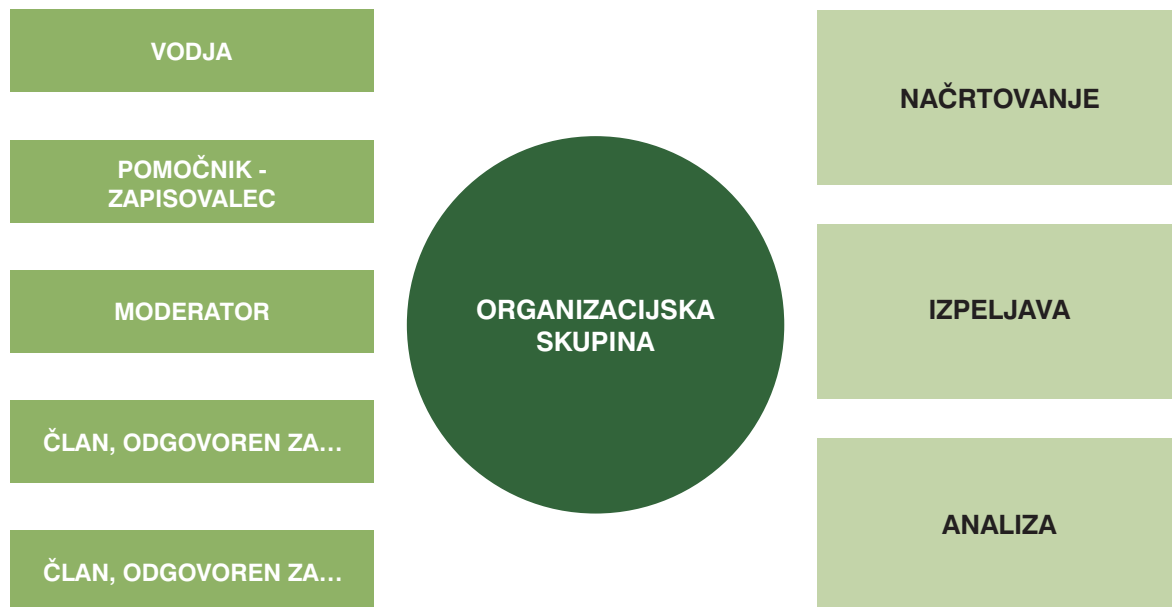 VODJA
POMOČNIK -
ZAPISOVALEC
MODERATOR
ČLAN, ODGOVOREN ZA…
ČLAN, ODGOVOREN ZA…
ORGANIZACIJSKA
SKUPINA
NAČRTOVANJE
IZPELJAVA
ANALIZA